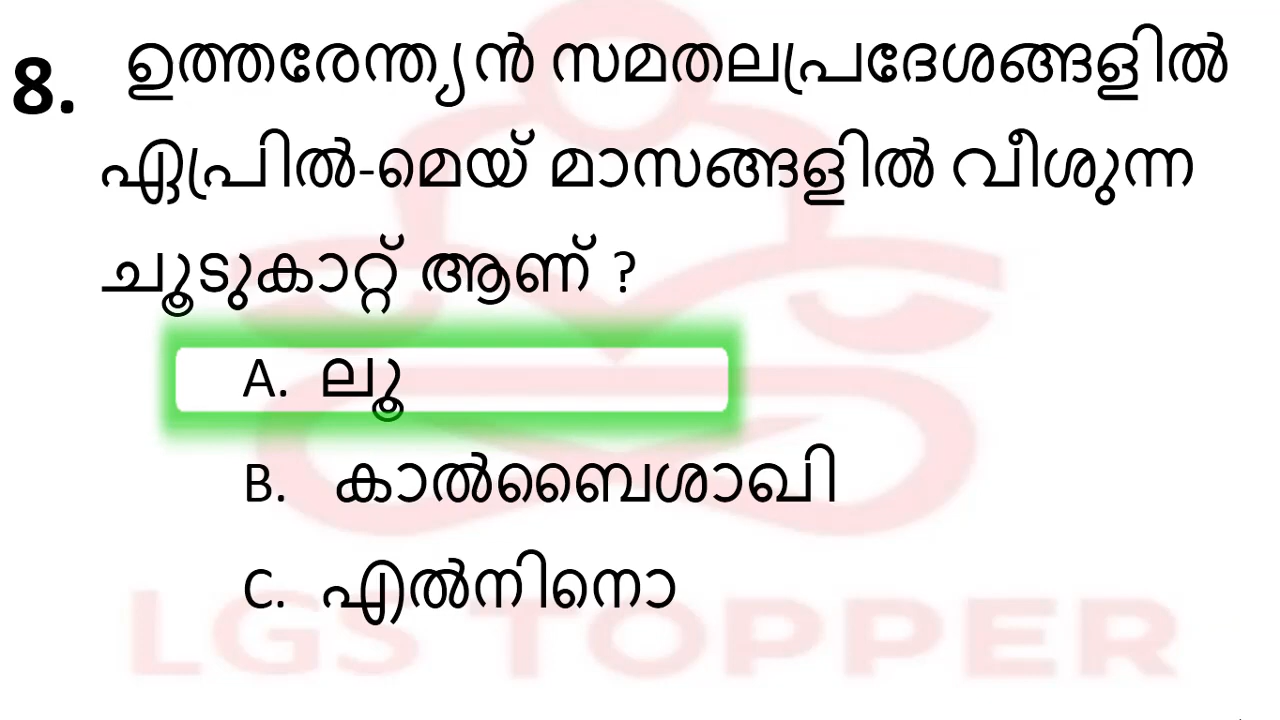 8. ഉത്തരേന്ത്യൻ സമതലപ്രദേശങ്ങളിൽ
ഏപ്രിൽ-മെയ് മാസങ്ങളിൽ വീശുന്ന
ചൂടുകാറ്റ് ആണ് ?
A. ലൂ
B. കാൽബൈശാഖി
C. എൽനിനൊ
LGS TOPPER